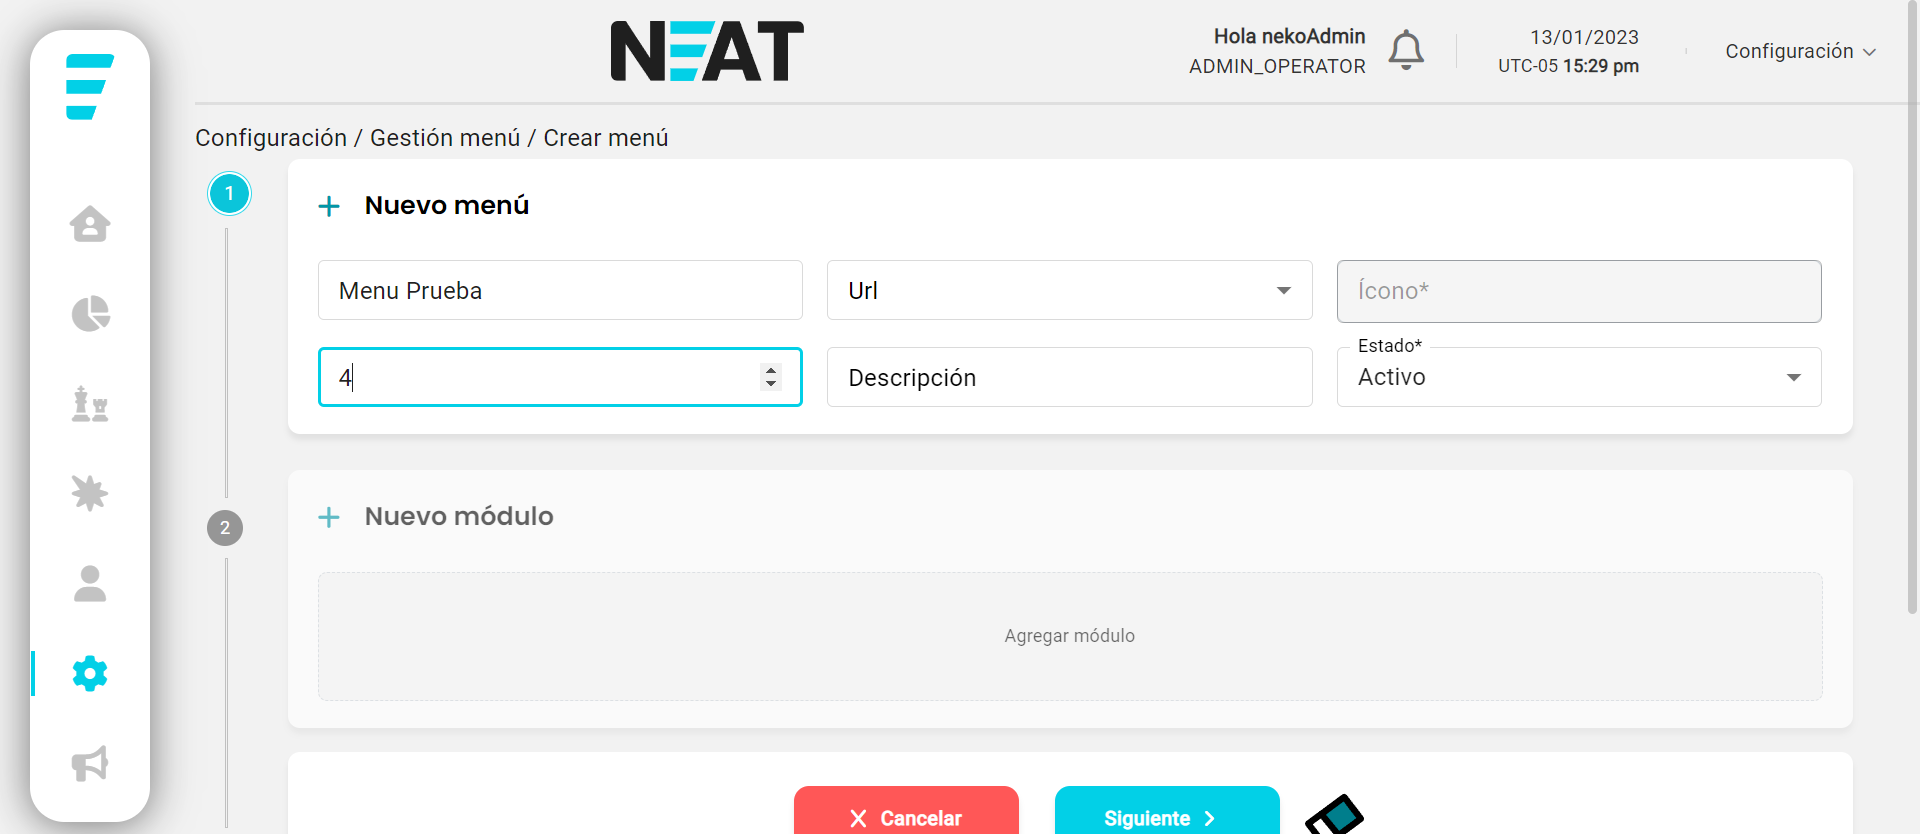 NEAT
Hola nekoAdmin
ADMIN_OPERATOR
13/01/2023
UTC-05 15:29 pm
Configuración
Configuración / Gestión menú / Crear menú
1
Nuevo menú
Menu Prueba
Url
Ícono*
4
Descripción
Estado*
Activo
2
Nuevo módulo
Agregar módulo
Cancelar
Siguiente